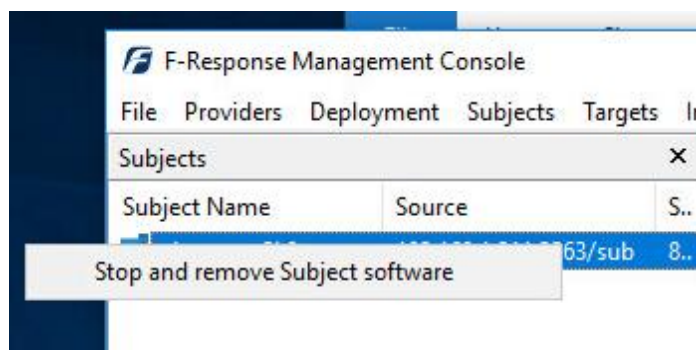 F-Response Management Console
File Providers Deployment Subjects Targets
Subjects ×
Subject Name Source S..
63/sub 8..
Stop and remove Subject software